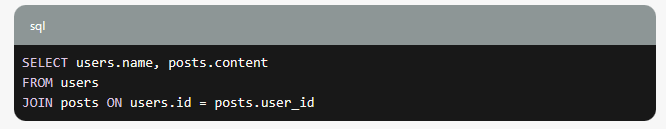 sql
SELECT users.name, posts.content
FROM users
JOIN posts ON users.id = posts.user_id